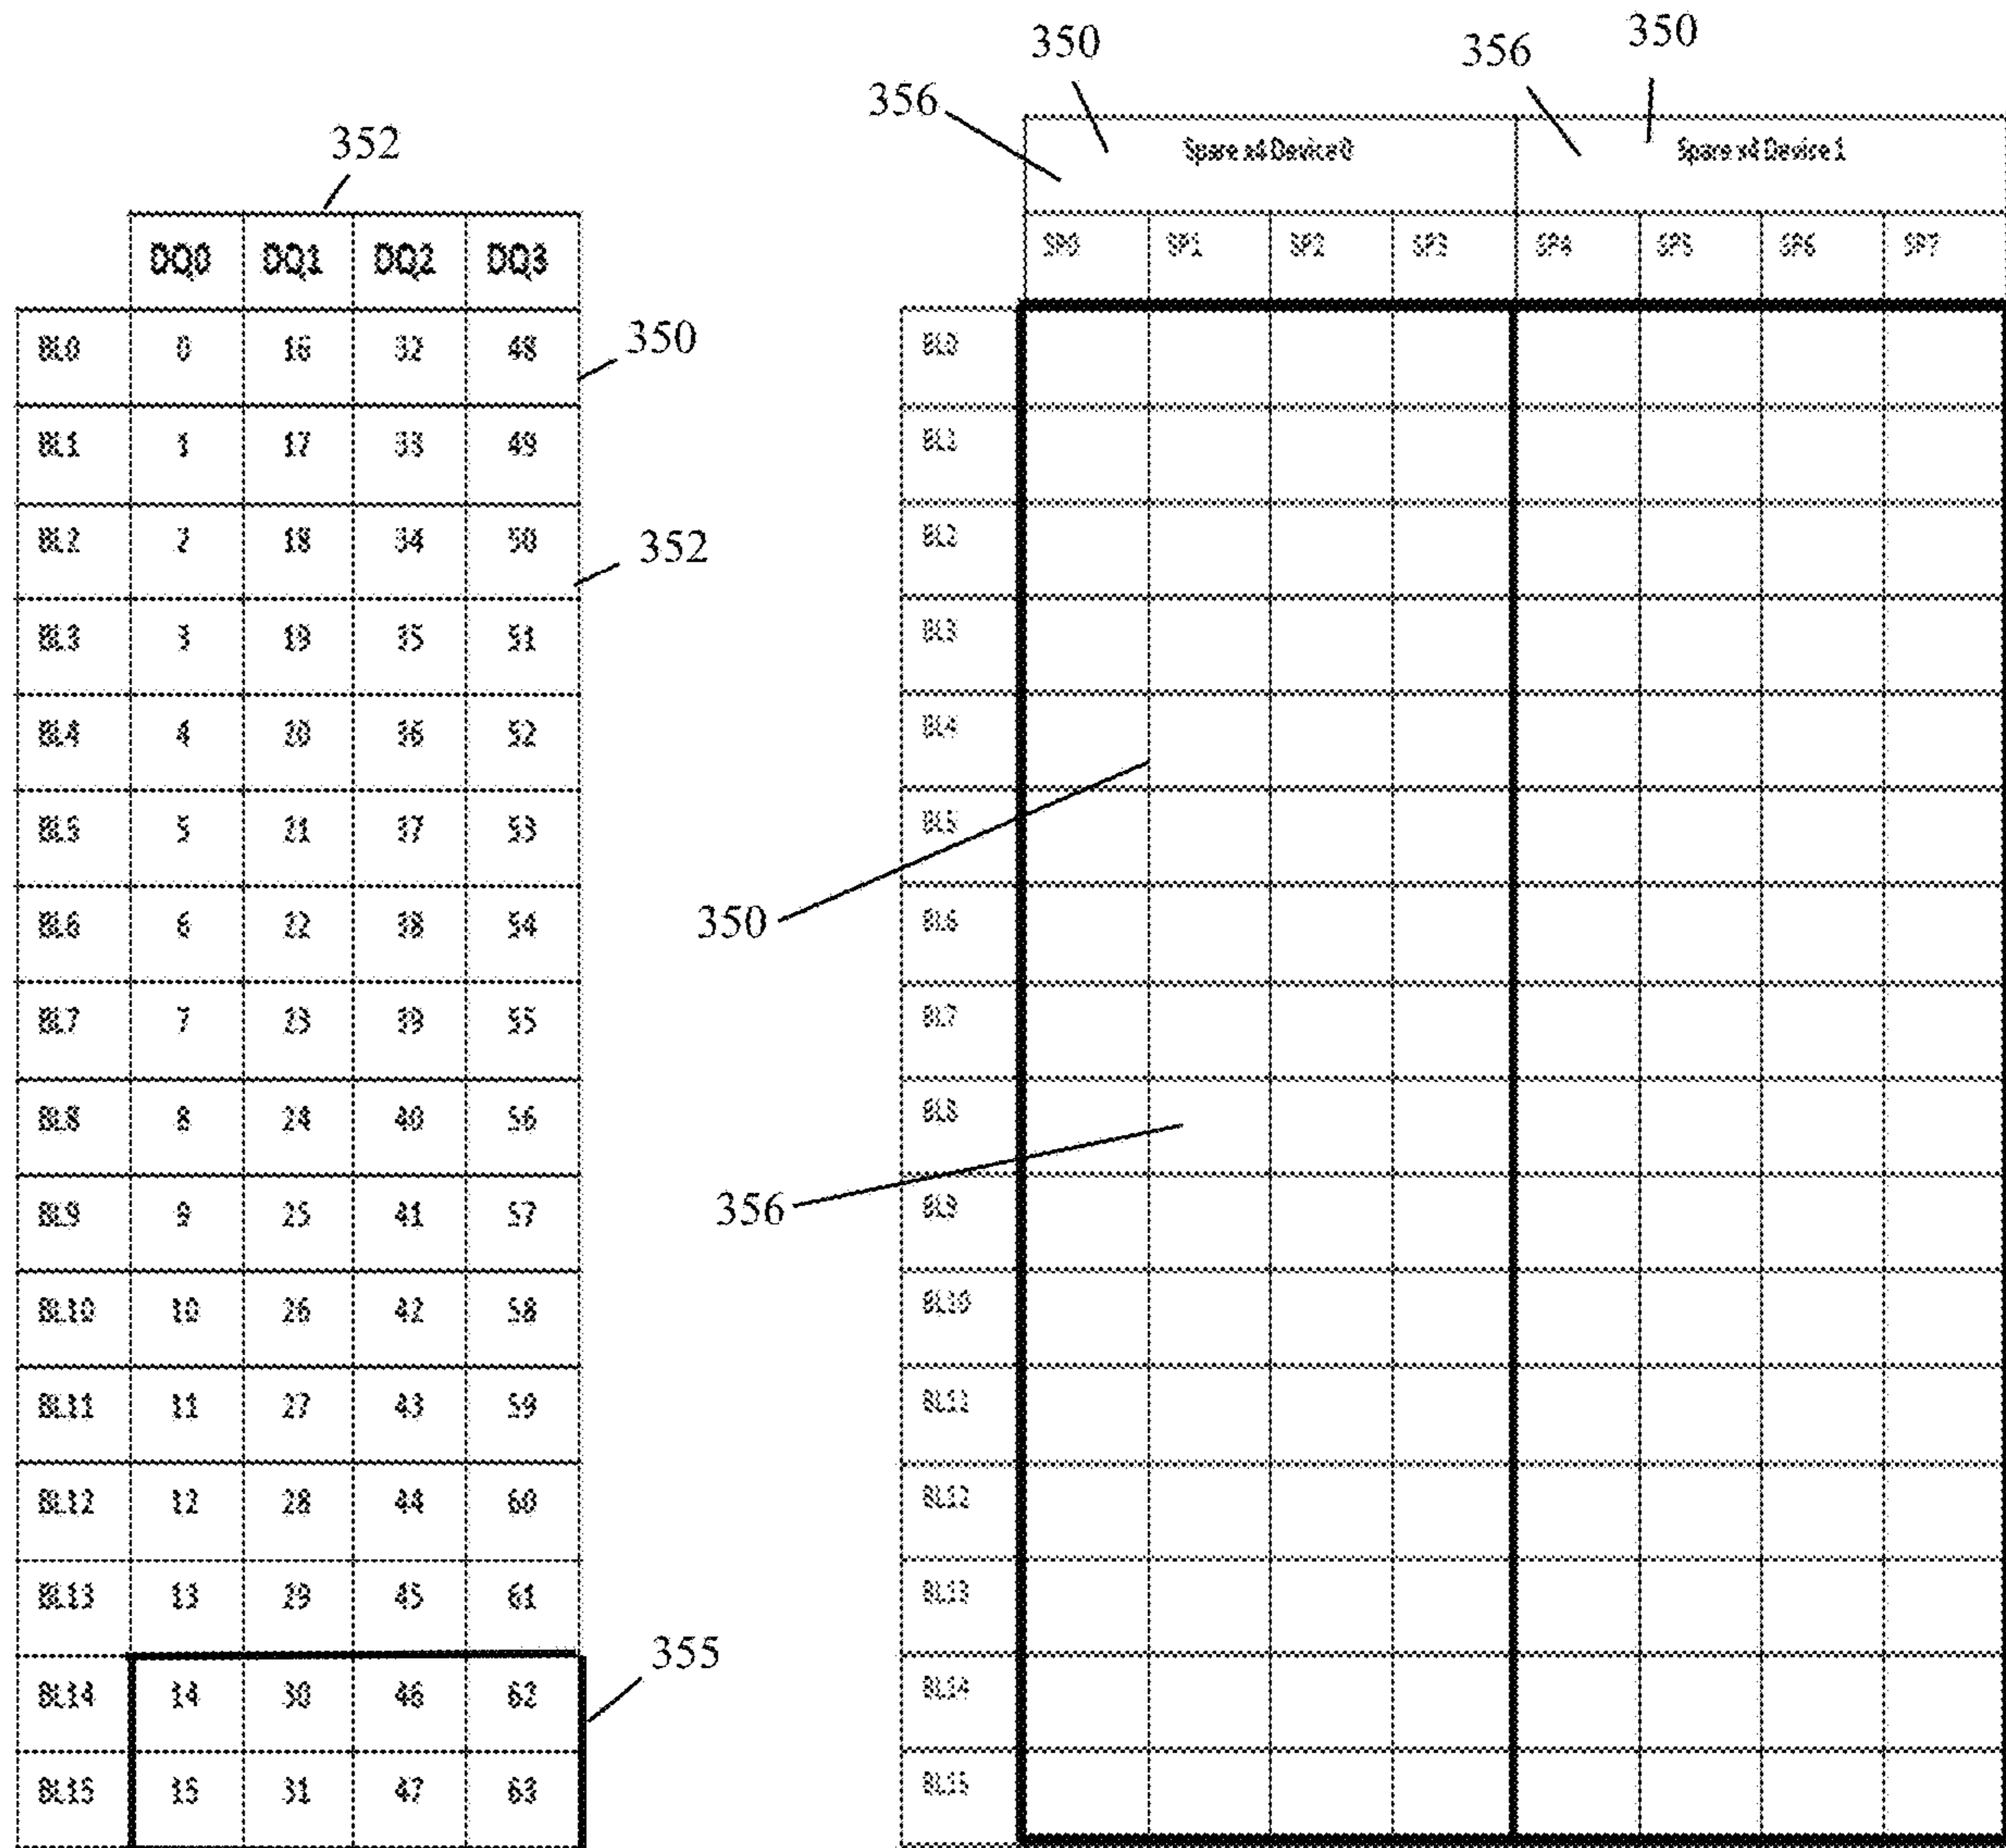 352
DQ0 DQ1 DQ2 DQ3
BL0 0 16 32 48
350
BL1 1 17 33 49
BL2 2 18 34 50
352
BL3 3 19 35 51
BL4 4 20 36 52
BL5 5 21 37 53
BL6 6 22 38 54
BL7 7 23 39 55
BL8 8 24 40 56
BL9 9 25 41 57
BL10 10 26 42 58
BL11 11 27 43 59
BL12 12 28 44 60
BL13 13 29 45 61
355
BL14 14 30 46 62
BL15 15 31 47 63
350
356
350
356
Spare x4 Device 0 Spare x4 Device 1
SP0 SP1 SP2 SP3 SP4 SP5 SP6 SP7
BL0
BL1
BL2
BL3
BL4
BL5
350
BL6
BL7
BL8
356
BL9
BL10
BL11
BL12
BL13
BL14
BL15